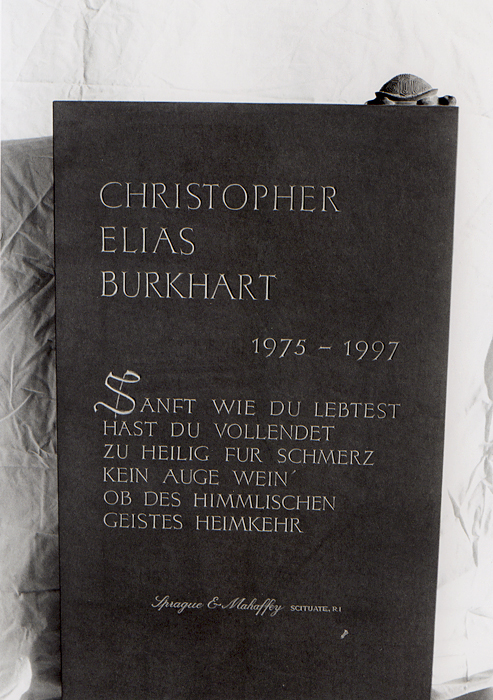 CHRISTOPHER
ELIAS
BURKHART
1975 – 1997
SANFT WIE DU LEBTEST
HAST DU VOLLENDET
ZU HEILIG FUR SCHMERZ
KEIN AUGE WEIN'
OB DES HIMMLISCHEN
GEISTES HEIMKEHR
Sprague & Mahaffey SCITUATE, RI